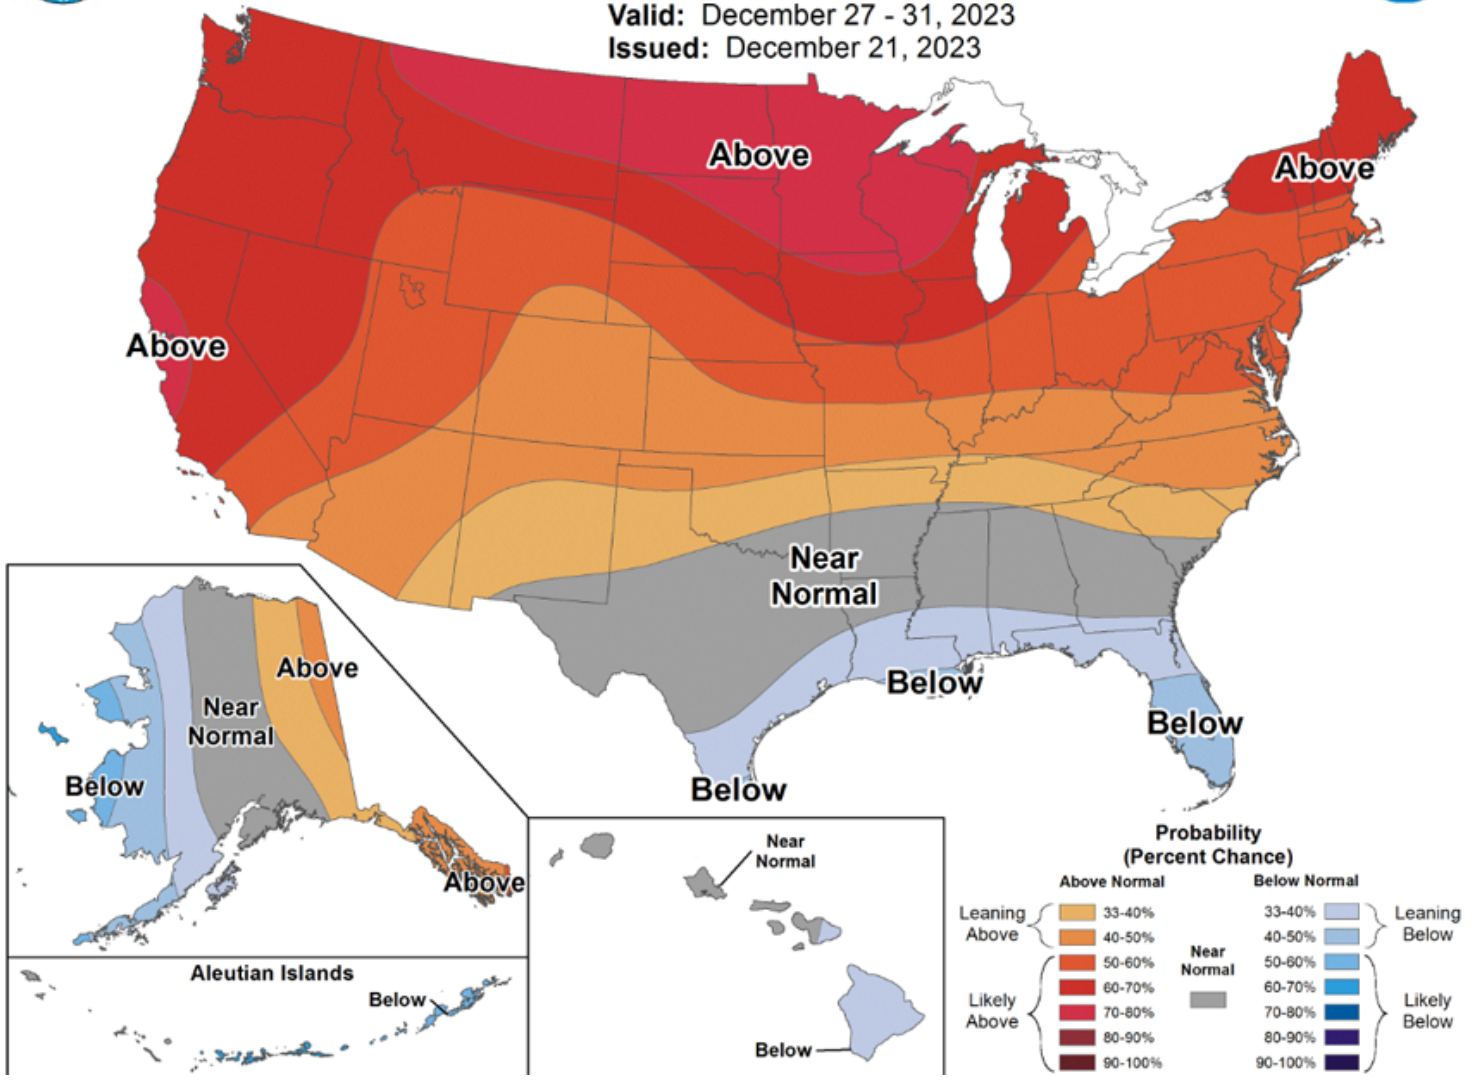 Valid: December 27 - 31, 2023
Issued: December 21, 2023
Above
Above
Above
Near
Normal
Below
Below
Below
Above
Near
Normal
Below
Above
Aleutian Islands
Below
Near
Normal
Below
Probability
(Percent Chance)
Above Normal
Below Normal
Leaning
Above
33-40%
40-50%
Likely
Above
50-60%
60-70%
70-80%
80-90%
90-100%
Near
Normal
33-40%
40-50%
Leaning
Below
50-60%
60-70%
70-80%
80-90%
90-100%
Likely
Below